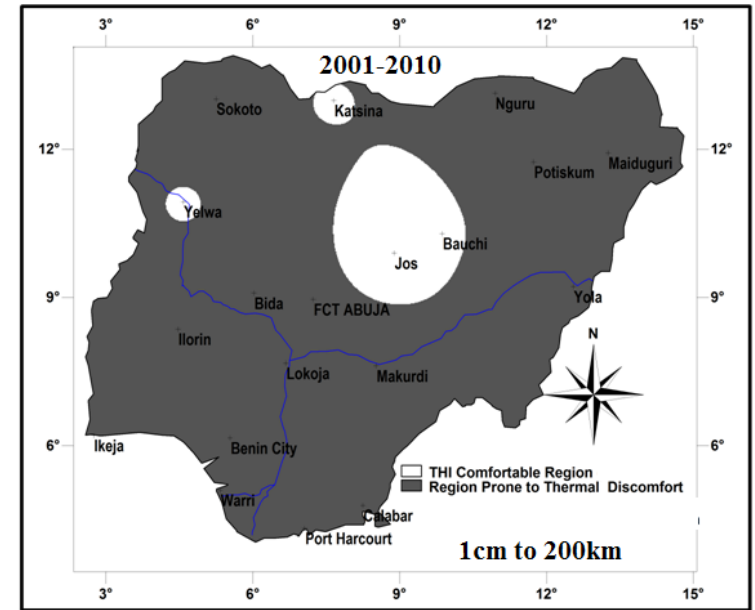 3° 6° 9° 12° 15°
2001-2010
Sokoto
Katsina
Nguru
12° 12°
Potiskum
Maiduguri
Yelwa
Bauchi
Jos
9° 9°
Bida
FCT ABUJA
Yola
Ilorin
N
Lokoja
Makurdi
6° 6°
Ikeja
Benin City
THI Comfortable Region
Region Prone to Thermal Discomfort
Warri
Calabar
Port Harcourt
1cm to 200km
3° 6° 9° 12° 15°